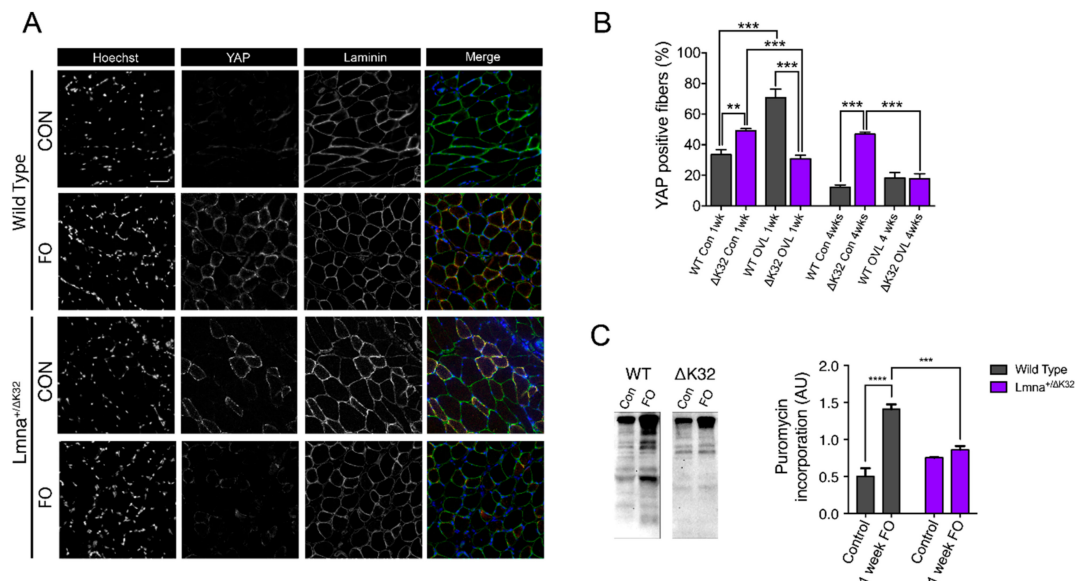 A
Hoechst YAP Laminin Merge
Wild Type
CON
FO
Lmna+/ΔK32
CON
FO
B
YAP positive fibers (%)
100
80
60
40
20
0
*** *** *** ** *** ***
WT Con 1wk
ΔK32 Con 1wk
WT OVL 1wk
ΔK32 OVL 1wk
WT Con 4wks
ΔK32 Con 4wks
WT OVL 4 wks
ΔK32 OVL 4wks
C
WT ΔK32
Con FO Con FO
Puromycin
incorporation (AU)
2.0
1.5
1.0
0.5
0.0
**** ***
Control
1 week FO
Control
1 week FO
Wild Type
Lmna+/ΔK32